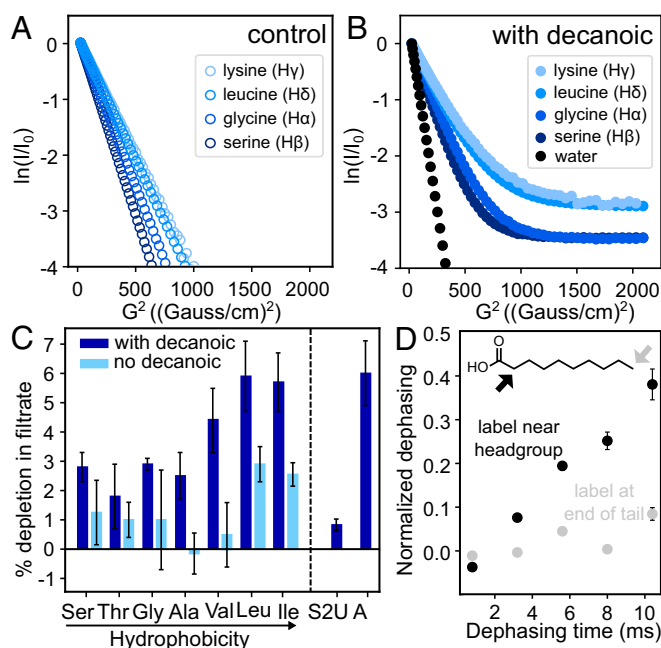 A
control
lysine (Hγ)
leucine (Hδ)
glycine (Hα)
serine (Hβ)
ln(I/I₀)
0
-1
-2
-3
-4
0 500 1000 1500 2000
G² ((Gauss/cm)²)
B
with decanoic
lysine (Hγ)
leucine (Hδ)
glycine (Hα)
serine (Hβ)
water
ln(I/I₀)
0
-1
-2
-3
-4
0 500 1000 1500 2000
G² ((Gauss/cm)²)
C
with decanoic
no decanoic
% depletion in filtrate
7
6
5
4
3
2
1
0
-1
Ser Thr Gly Ala Val Leu Ile S2U A
Hydrophobicity
D
O
HO
label near
headgroup
label at
end of tail
Normalized dephasing
0.5
0.4
0.3
0.2
0.1
0.0
2 4 6 8 10
Dephasing time (ms)